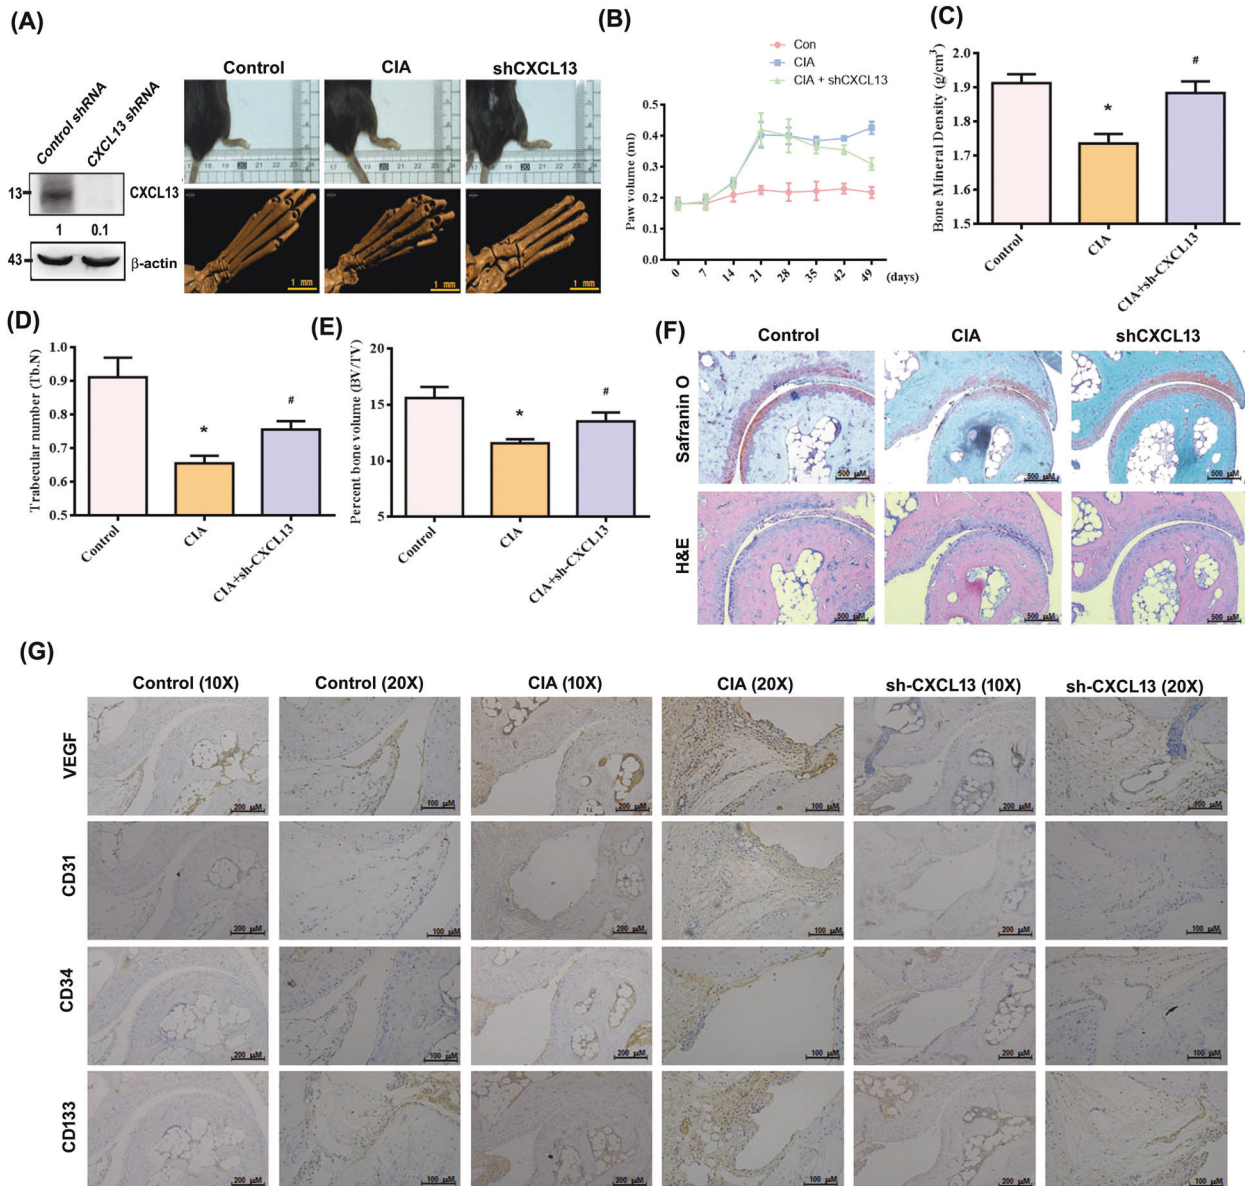 (A)
Control shRNA
CXCL13 shRNA
13
CXCL13
1 0.1
43
β-actin
Control CIA shCXCL13
17 18 19 20 21 22 23 24
1 mm 1 mm 1 mm
(B)
Con
CIA
CIA + shCXCL13
Paw volume (ml)
0.5
0.4
0.3
0.2
0.1
0.0
0 7 14 21 28 35 42 49 (days)
(C)
Bone Mineral Density (g/cm³)
2.0
1.9
1.8
1.7
1.6
1.5
* #
Control CIA CIA+sh-CXCL13
(D)
Trabecular number (Tb.N)
1.0
0.9
0.8
0.7
0.6
0.5
* #
Control CIA CIA+sh-CXCL13
(E)
Percent bone volume (BV/TV)
20
15
10
5
* #
Control CIA CIA+sh-CXCL13
(F)
Control CIA shCXCL13
Safranin O
500 µM 500 µM 500 µM
H&E
500 µM 500 µM 500 µM
(G)
Control (10X) Control (20X) CIA (10X) CIA (20X) sh-CXCL13 (10X) sh-CXCL13 (20X)
VEGF
200 µM 100 µM 200 µM 100 µM 200 µM 100 µM
CD31
200 µM 100 µM 200 µM 100 µM 200 µM 100 µM
CD34
200 µM 100 µM 200 µM 100 µM 200 µM 100 µM
CD133
200 µM 100 µM 200 µM 100 µM 200 µM 100 µM